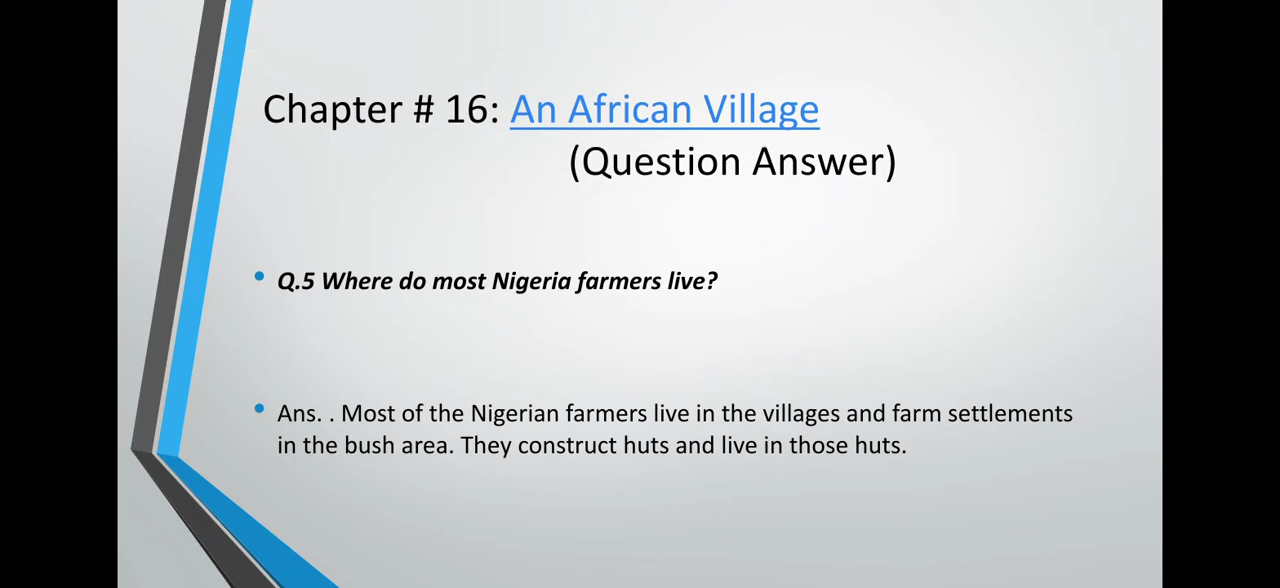 Chapter # 16: An African Village
(Question Answer)
• Q.5 Where do most Nigeria farmers live?
• Ans. . Most of the Nigerian farmers live in the villages and farm settlements
in the bush area. They construct huts and live in those huts.